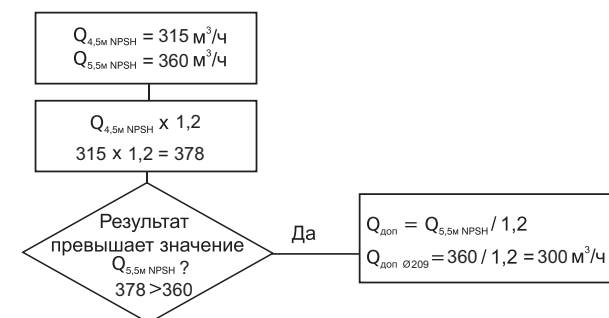 Q4,5м NPSH = 315 м³/ч
Q5,5м NPSH = 360 м³/ч
Q4,5м NPSH x 1,2
315 x 1,2 = 378
Результат
превышает значение
Q5,5м NPSH ?
378 >360
Да
Qдоп = Q5,5м NPSH / 1,2
Qдоп Ø209 = 360 / 1,2 = 300 м³/ч